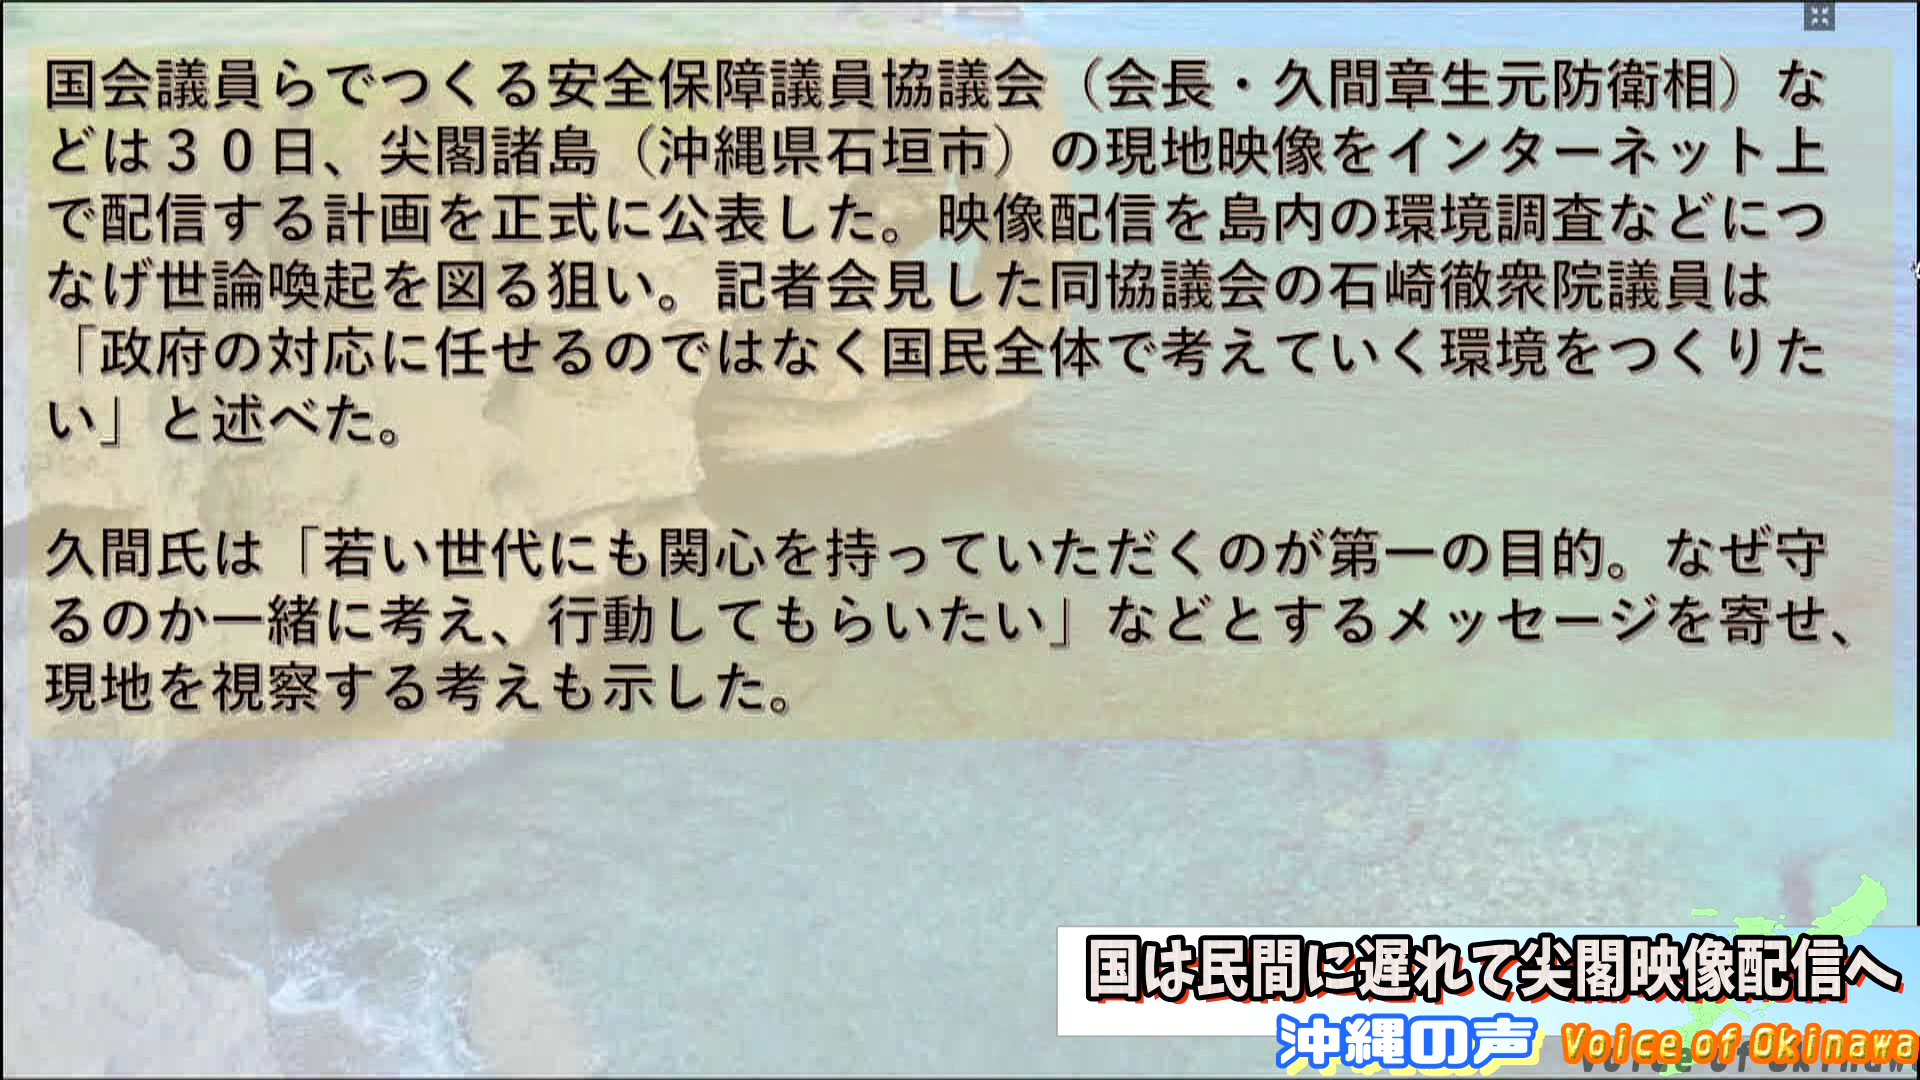 国会議員らでつくる安全保障議員協議会（会長・久間章生元防衛相）な
どは３０日、尖閣諸島（沖縄県石垣市）の現地映像をインターネット上
で配信する計画を正式に公表した。映像配信を島内の環境調査などにつ
なげ世論喚起を図る狙い。記者会見した同協議会の石崎徹衆院議員は
「政府の対応に任せるのではなく国民全体で考えていく環境をつくりた
い」と述べた。
久間氏は「若い世代にも関心を持っていただくのが第一の目的。なぜ守
るのか一緒に考え、行動してもらいたい」などとするメッセージを寄せ、
現地を視察する考えも示した。
国は民間に遅れて尖閣映像配信へ
沖縄の声 Voice of Okinawa